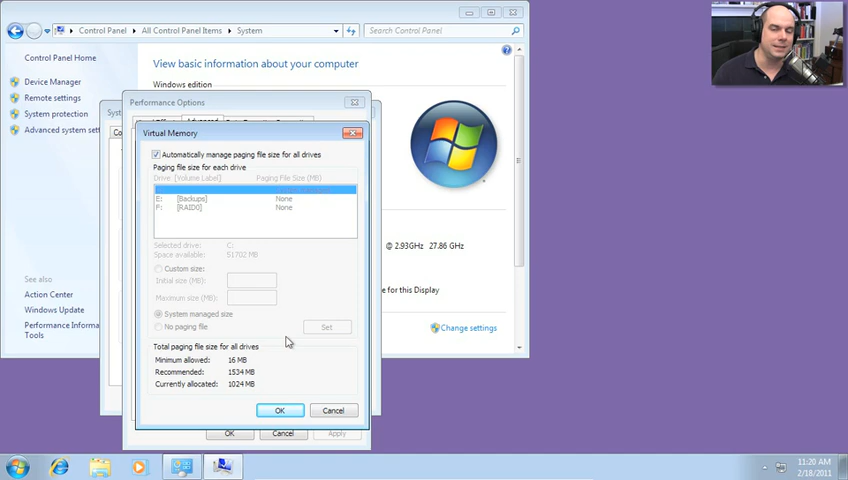 Control Panel
All Control Panel Items
System
Search Control Panel
Control Panel Home
Device Manager
Remote settings
System protection
Advanced system sett
View basic information about your computer
Windows edition
@ 2.93GHz 27.86 GHz
e for this Display
Change settings
See also
Action Center
Windows Update
Performance Informa
Tools
Performance Options
Advanced
Virtual Memory
Automatically manage paging file size for all drives
Paging file size for each drive
Drive [Volume Label] Paging File Size (MB)
E: [Backups] None
F: [RAID0] None
Selected drive: C:
Space available: 51702 MB
Custom size:
Initial size (MB):
Maximum size (MB):
System managed size
No paging file
Set
Total paging file size for all drives
Minimum allowed: 16 MB
Recommended: 1534 MB
Currently allocated: 1024 MB
OK Cancel
OK Cancel Apply
11:20 AM
2/18/2011